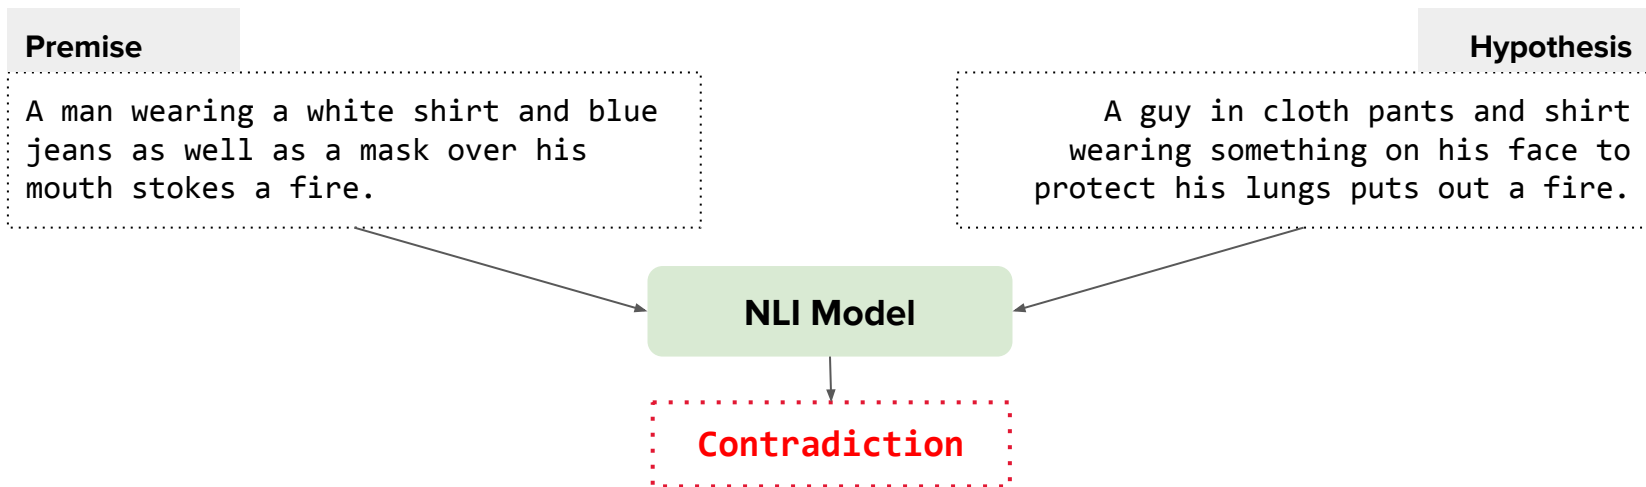 Premise
A man wearing a white shirt and blue
jeans as well as a mask over his
mouth stokes a fire.
Hypothesis
A guy in cloth pants and shirt
wearing something on his face to
protect his lungs puts out a fire.
NLI Model
Contradiction